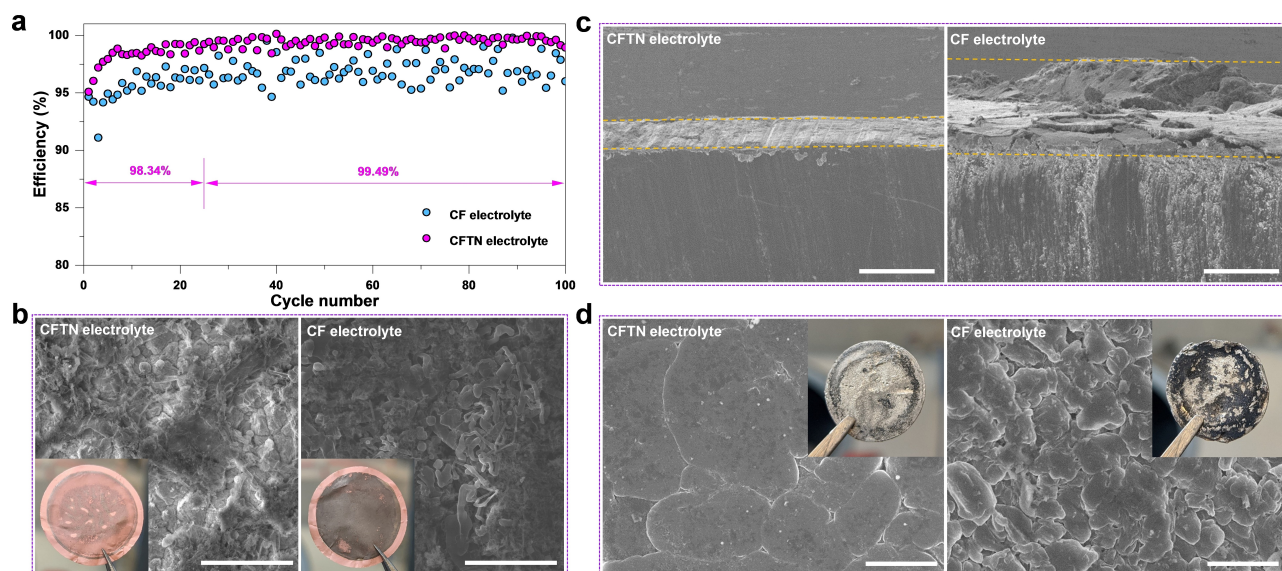 a
100
95
90
85
80
Efficiency (%)
98.34%
99.49%
CF electrolyte
CFTN electrolyte
0
20
40
60
80
100
Cycle number
b
CFTN electrolyte
CF electrolyte
c
CFTN electrolyte
CF electrolyte
d
CFTN electrolyte
CF electrolyte